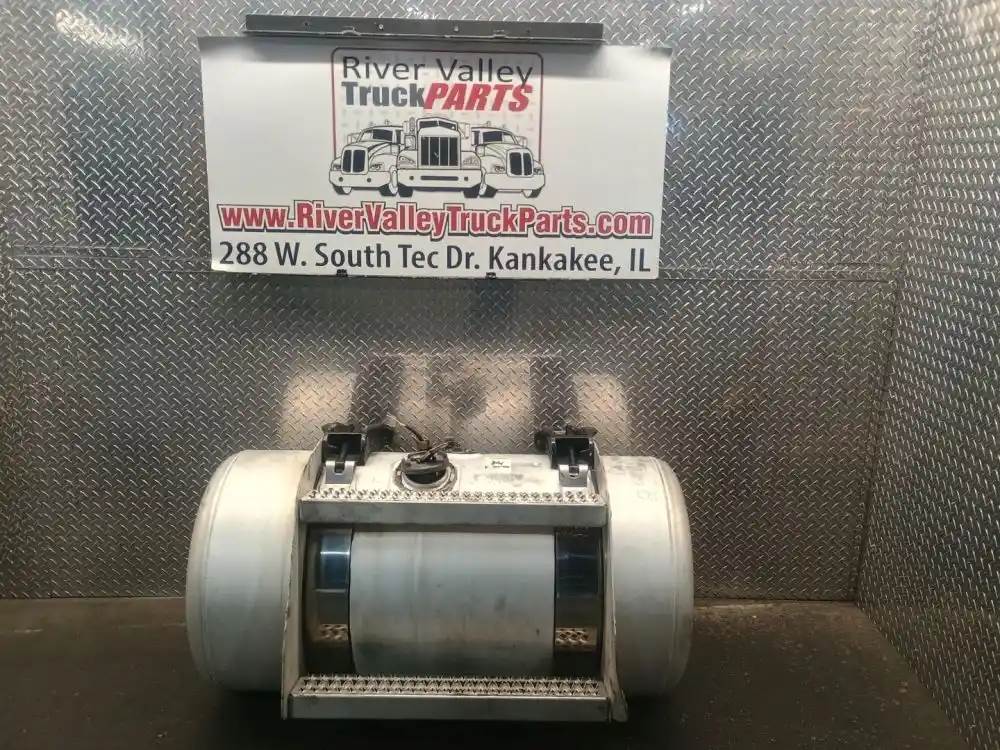 River Valley
TruckPARTS
www.RiverValleyTruckParts.com
288 W. South Tec Dr. Kankakee, IL